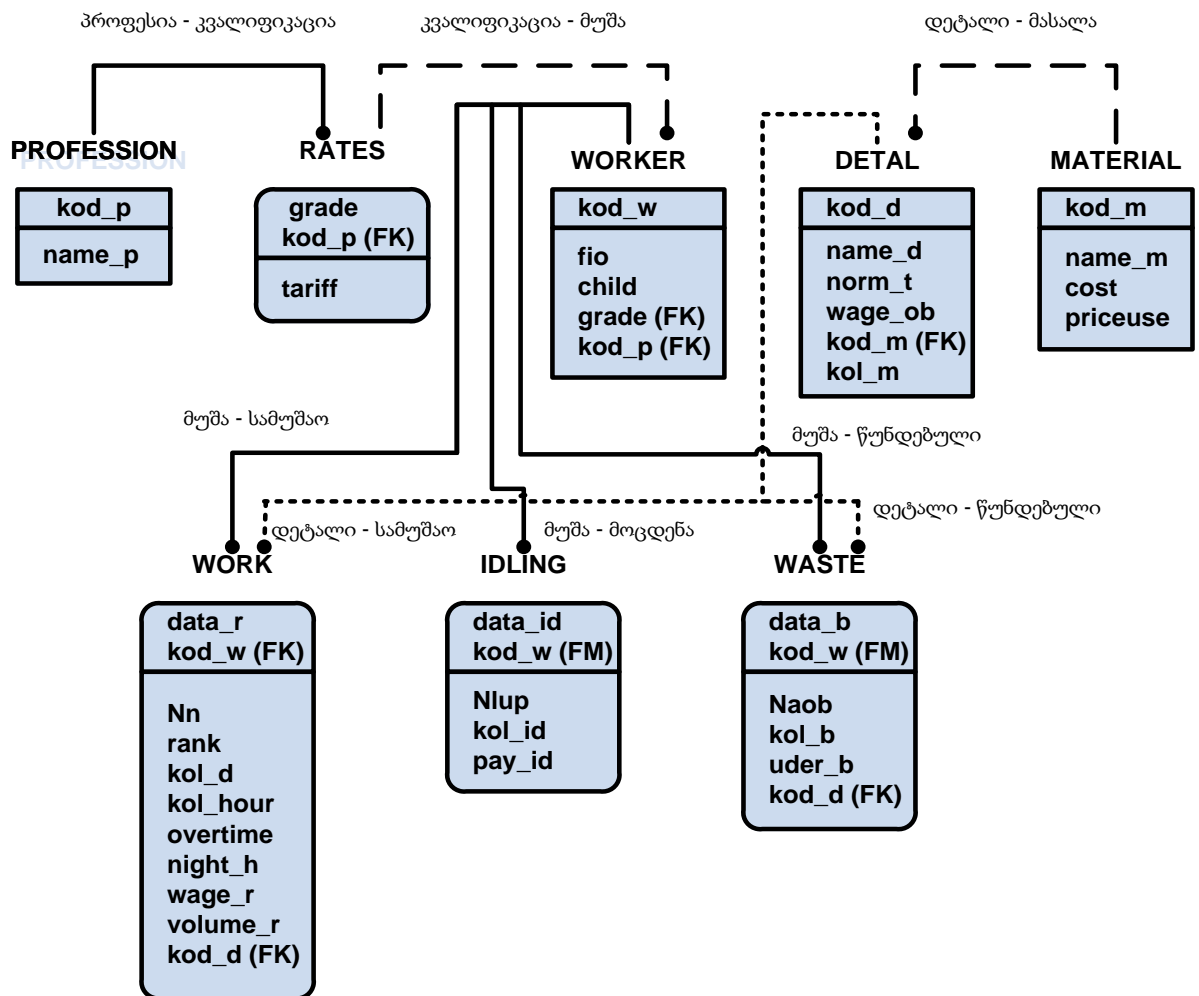 პროფესია - კვალიფიკაცია
კვალიფიკაცია - მუშა
დეტალი - მასალა
PROFESSION
PROFESSION
RATES
WORKER
DETAL
MATERIAL
kod_p
name_p
grade
kod_p (FK)
tariff
kod_w
fio
child
grade (FK)
kod_p (FK)
kod_d
name_d
norm_t
wage_ob
kod_m (FK)
kol_m
kod_m
name_m
cost
priceuse
მუშა - სამუშაო
მუშა - წუნდებული
დეტალი - სამუშაო
მუშა - მოცდენა
დეტალი - წუნდებული
WORK
IDLING
WASTE
data_r
kod_w (FK)
Nn
rank
kol_d
kol_hour
overtime
night_h
wage_r
volume_r
kod_d (FK)
data_id
kod_w (FM)
Nlup
kol_id
pay_id
data_b
kod_w (FM)
Naob
kol_b
uder_b
kod_d (FK)